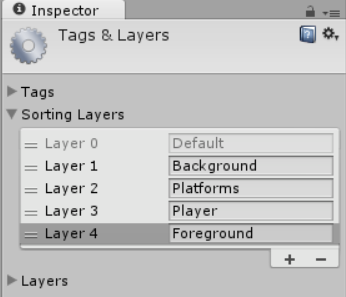 Inspector
Tags & Layers
Tags
Sorting Layers
Layer 0 Default
Layer 1 Background
Layer 2 Platforms
Layer 3 Player
Layer 4 Foreground
+ −
Layers